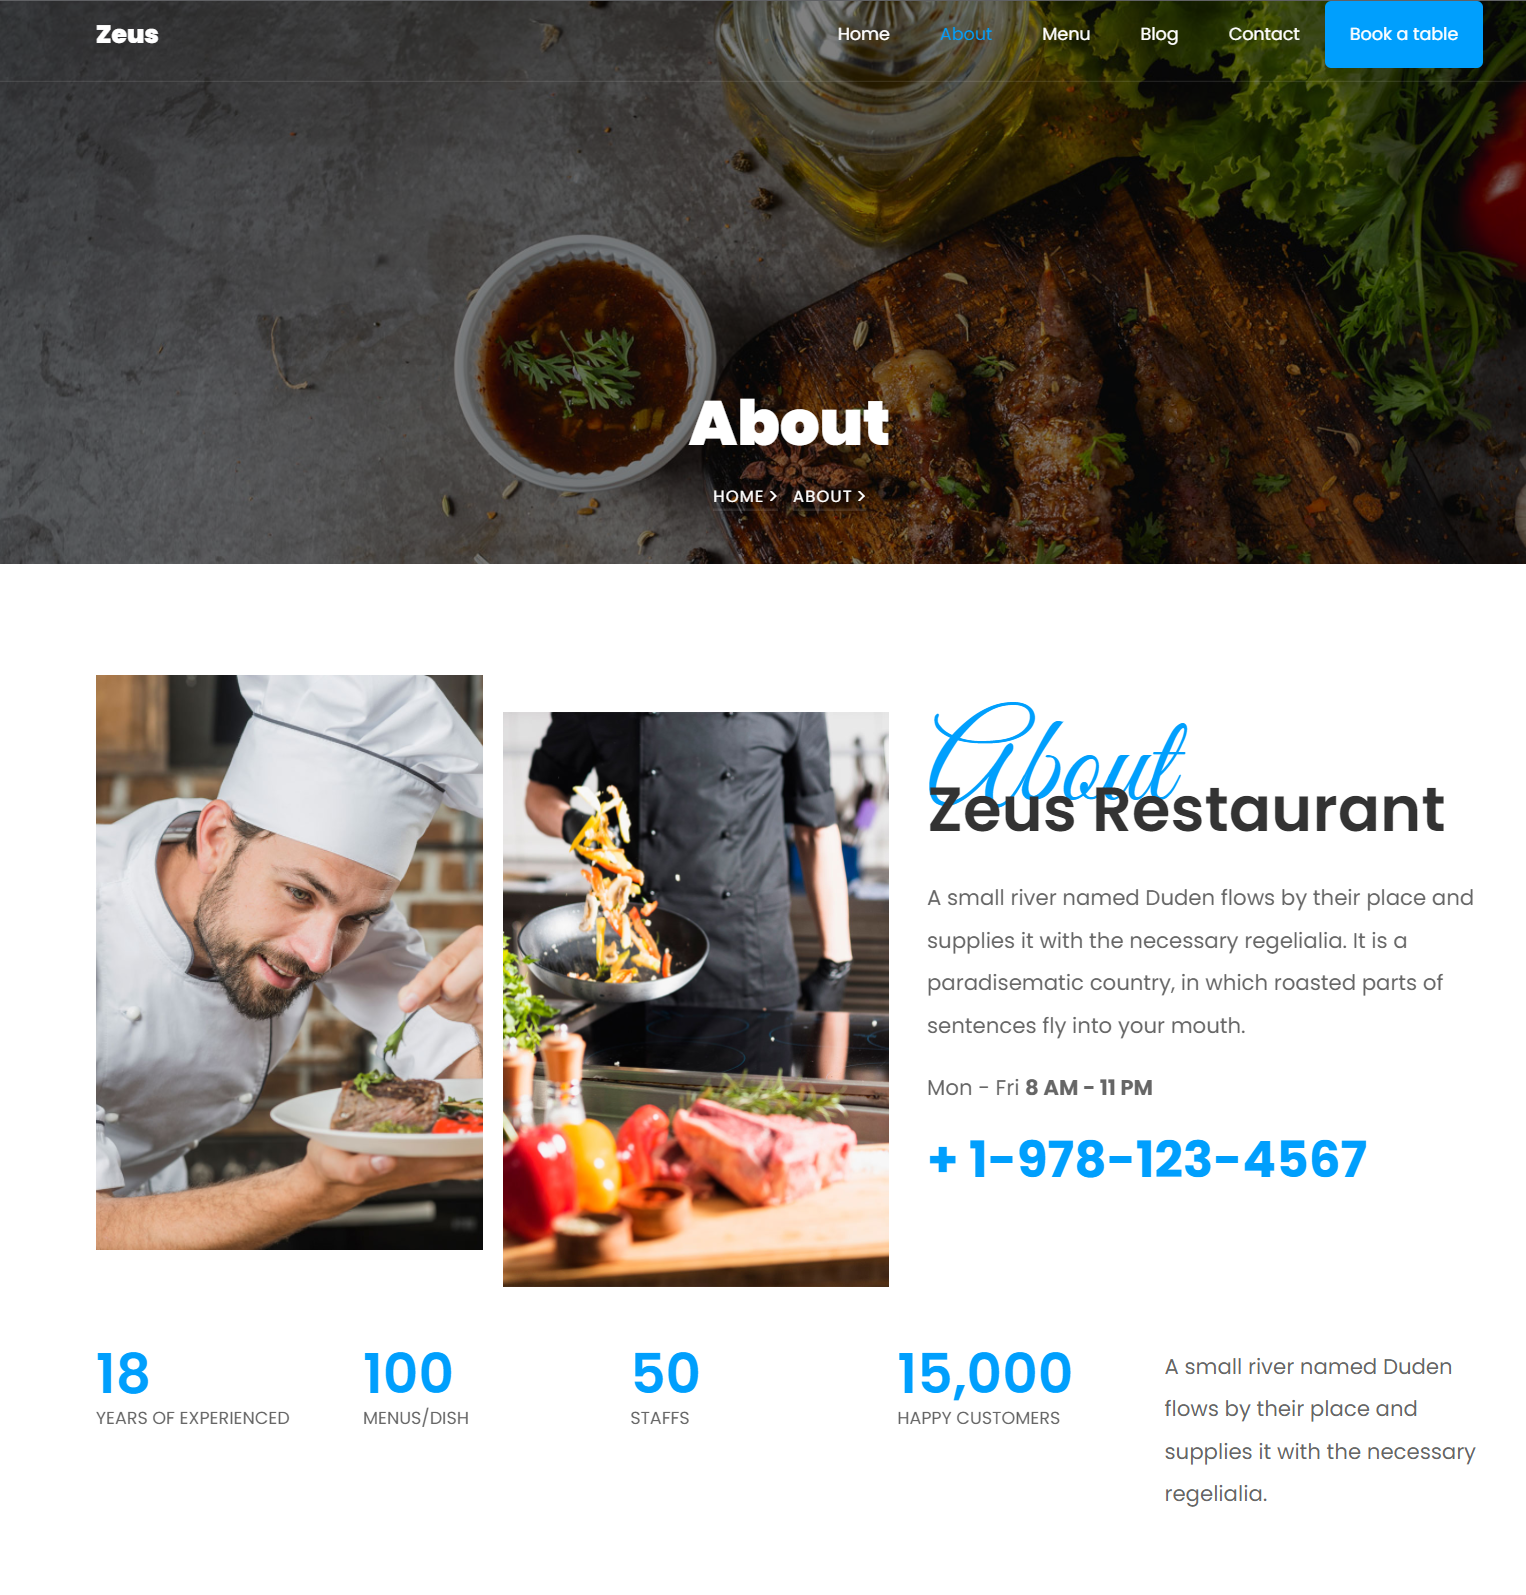 Zeus
Home About Menu Blog Contact Book a table
About
HOME > ABOUT >
About
Zeus Restaurant
A small river named Duden flows by their place and
supplies it with the necessary regelialia. It is a
paradisematic country, in which roasted parts of
sentences fly into your mouth.
Mon - Fri 8 AM - 11 PM
+ 1-978-123-4567
18
YEARS OF EXPERIENCED
100
MENUS/DISH
50
STAFFS
15,000
HAPPY CUSTOMERS
A small river named Duden
flows by their place and
supplies it with the necessary
regelialia.